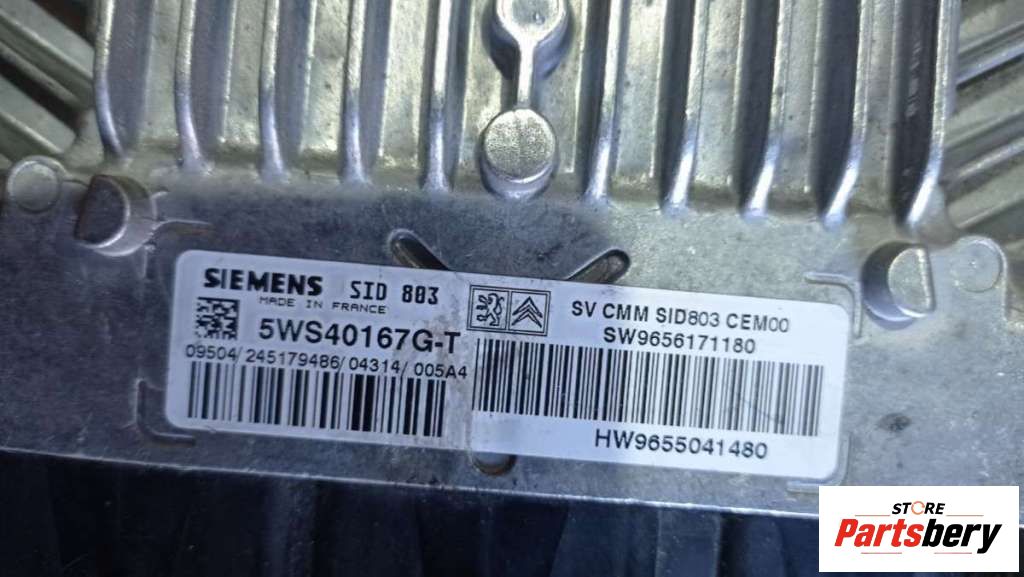 SIEMENS SID 803
MADE IN FRANCE
5WS40167G-T
09504/245179486/04314/005A4
SV CMM SID803 CEM00
SW9656171180
HW9655041480
STORE
Partsbery